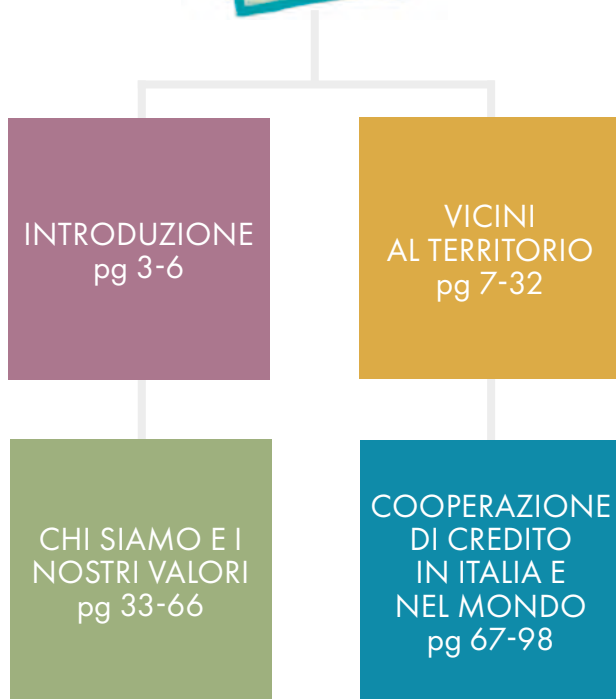 INTRODUZIONE
pg 3-6
VICINI
AL TERRITORIO
pg 7-32
CHI SIAMO E I
NOSTRI VALORI
pg 33-66
COOPERAZIONE
DI CREDITO
IN ITALIA E
NEL MONDO
pg 67-98